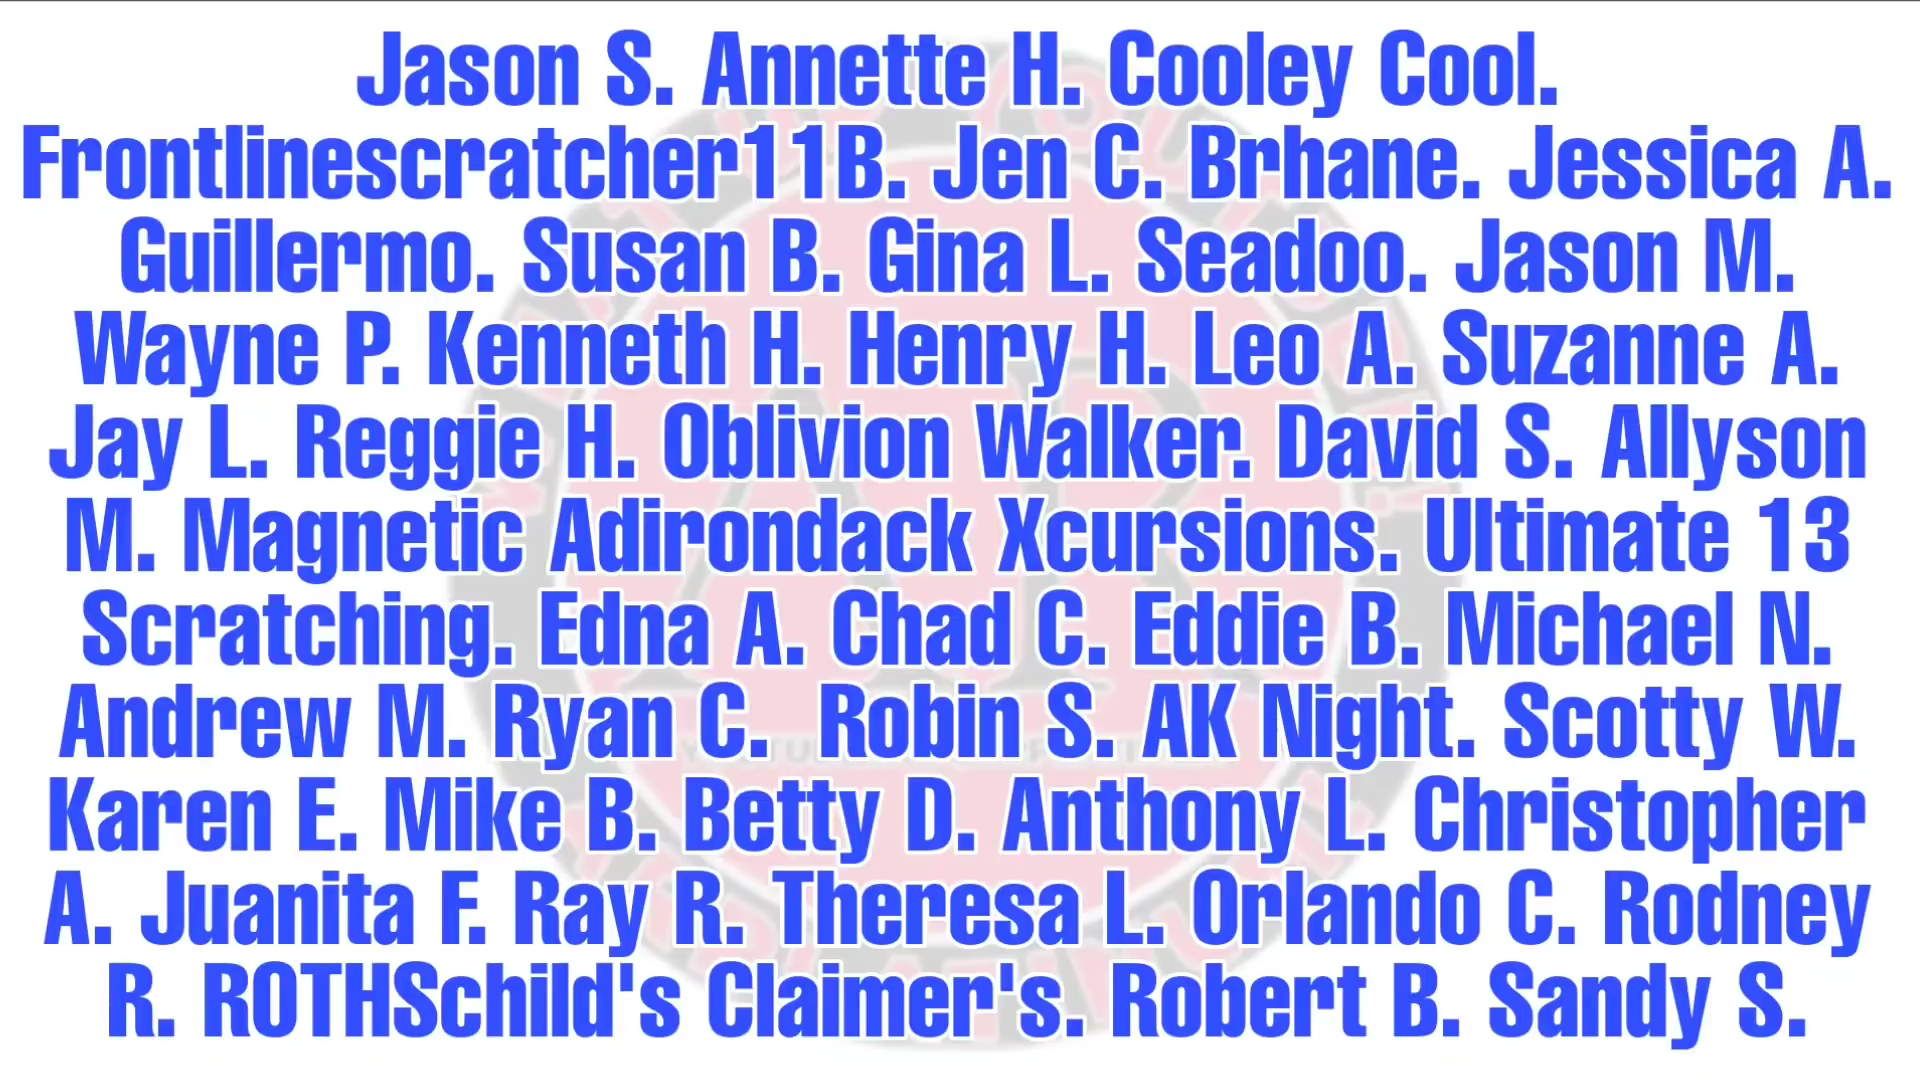 Jason S. Annette H. Cooley Cool.
Frontlinescratcher11B. Jen C. Brhane. Jessica A.
Guillermo. Susan B. Gina L. Seadoo. Jason M.
Wayne P. Kenneth H. Henry H. Leo A. Suzanne A.
Jay L. Reggie H. Oblivion Walker. David S. Allyson
M. Magnetic Adirondack Xcursions. Ultimate 13
Scratching. Edna A. Chad C. Eddie B. Michael N.
Andrew M. Ryan C. Robin S. AK Night. Scotty W.
Karen E. Mike B. Betty D. Anthony L. Christopher
A. Juanita F. Ray R. Theresa L. Orlando C. Rodney
R. ROTHSchild's Claimer's. Robert B. Sandy S.